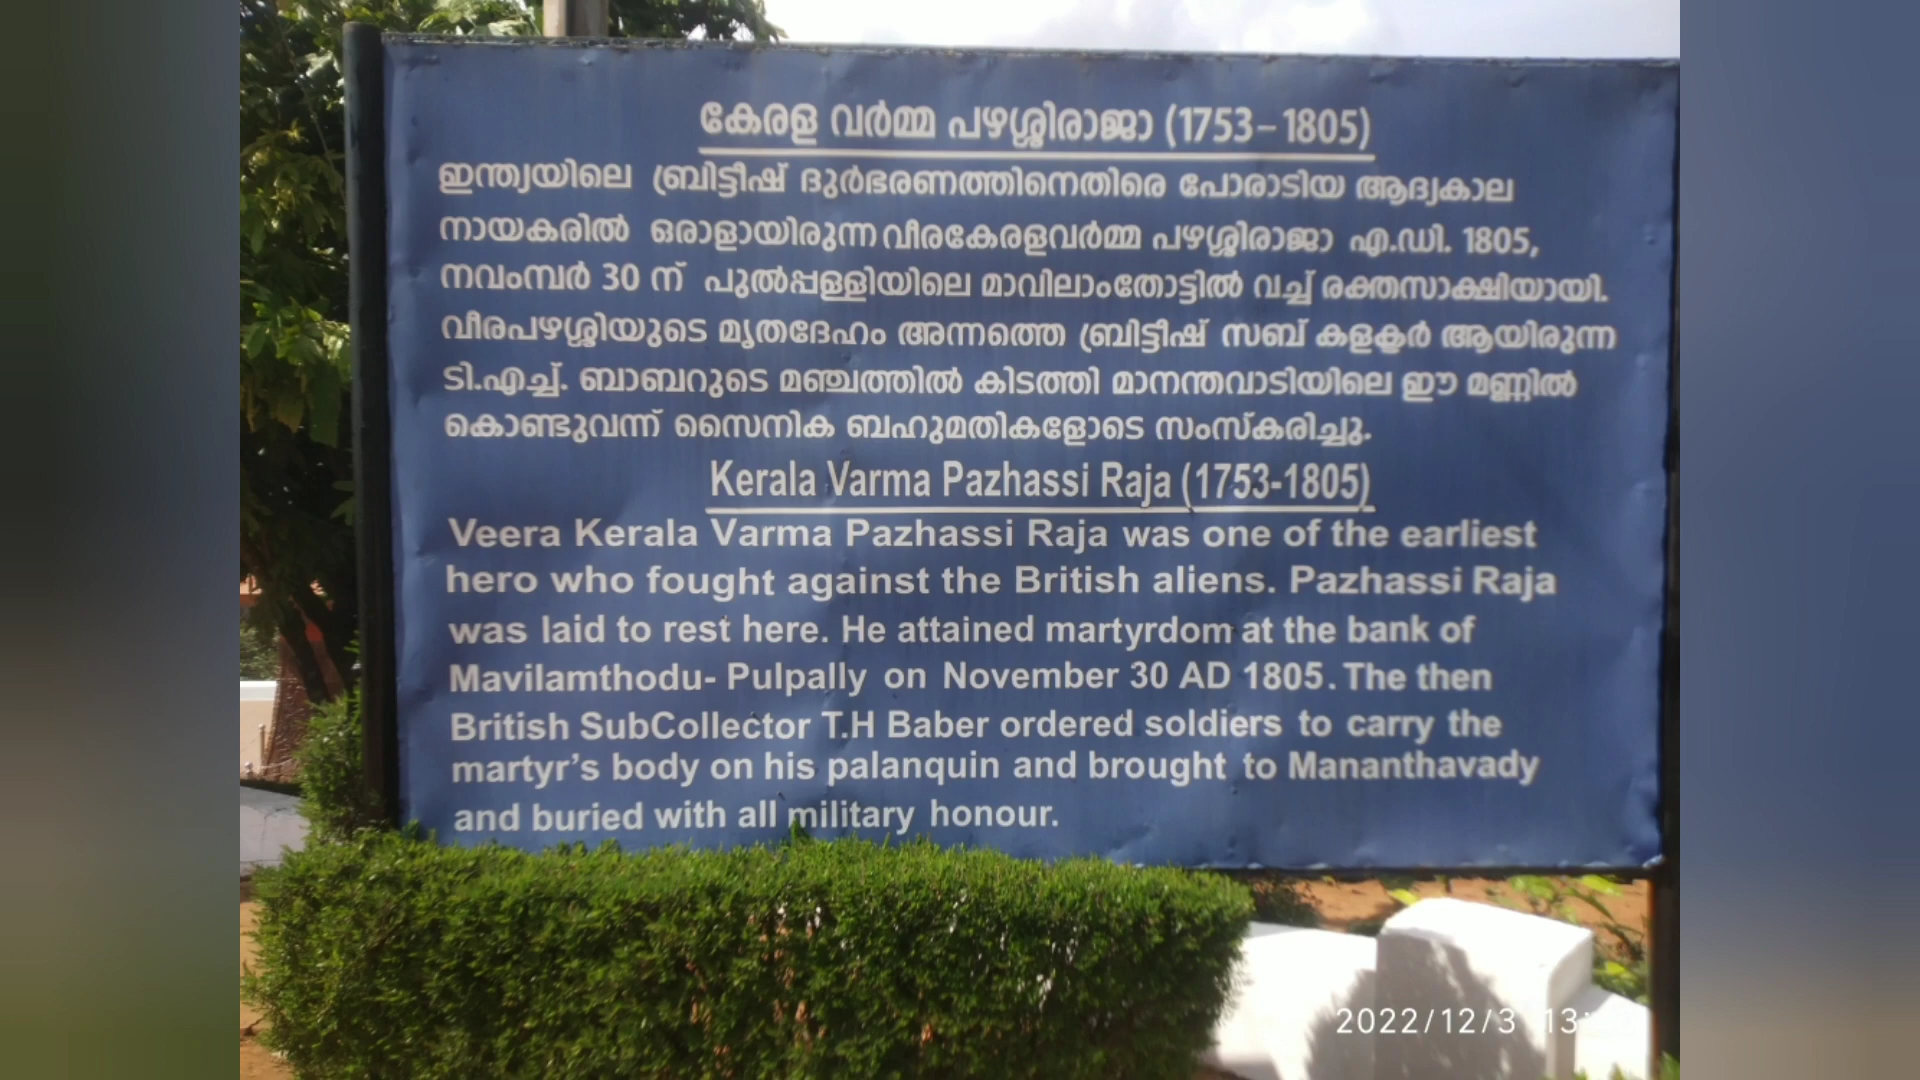 കേരള വർമ്മ പഴശ്ശിരാജാ (1753–1805)
ഇന്ത്യയിലെ ബ്രിട്ടീഷ് ദുർഭരണത്തിനെതിരെ പോരാടിയ ആദ്യകാല
നായകരിൽ ഒരാളായിരുന്ന വീരകേരളവർമ്മ പഴശ്ശിരാജാ എ.ഡി. 1805,
നവംമ്പർ 30 ന് പുൽപ്പള്ളിയിലെ മാവിലാംതോട്ടിൽ വച്ച് രക്തസാക്ഷിയായി.
വീരപഴശ്ശിയുടെ മൃതദേഹം അന്നത്തെ ബ്രിട്ടീഷ് സബ് കളക്ടർ ആയിരുന്ന
ടി.എച്ച്. ബാബറുടെ മഞ്ചത്തിൽ കിടത്തി മാനന്തവാടിയിലെ ഈ മണ്ണിൽ
കൊണ്ടുവന്ന് സൈനിക ബഹുമതികളോടെ സംസ്കരിച്ചു.
Kerala Varma Pazhassi Raja (1753-1805)
Veera Kerala Varma Pazhassi Raja was one of the earliest
hero who fought against the British aliens. Pazhassi Raja
was laid to rest here. He attained martyrdom at the bank of
Mavilamthodu- Pulpally on November 30 AD 1805. The then
British SubCollector T.H Baber ordered soldiers to carry the
martyr’s body on his palanquin and brought to Mananthavady
and buried with all military honour.
2022/12/3